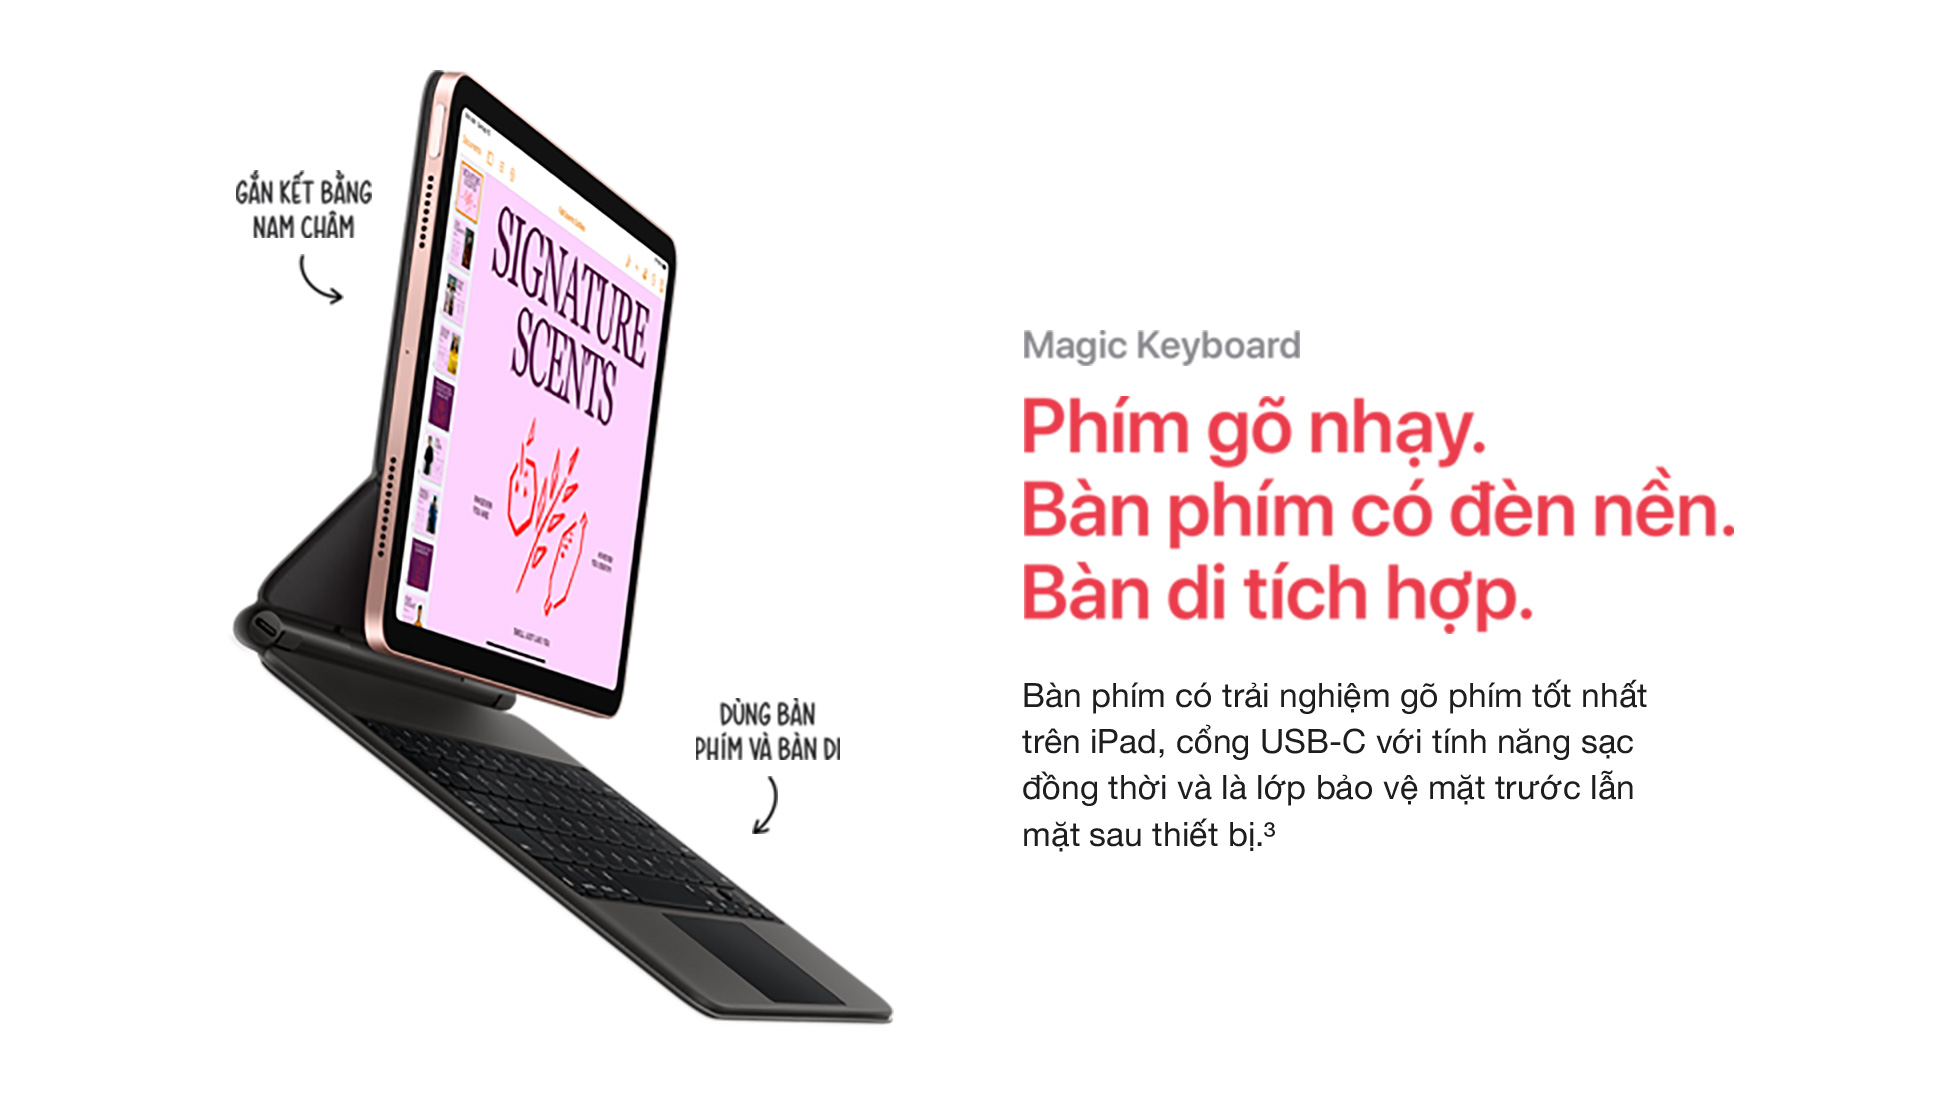 GẮN KẾT BẰNG
NAM CHÂM
SIGNATURE
SCENTS
DÙNG BÀN
PHÍM VÀ BÀN DI
Magic Keyboard
Phím gõ nhạy.
Bàn phím có đèn nền.
Bàn di tích hợp.
Bàn phím có trải nghiệm gõ phím tốt nhất
trên iPad, cổng USB-C với tính năng sạc
đồng thời và là lớp bảo vệ mặt trước lẫn
mặt sau thiết bị.³